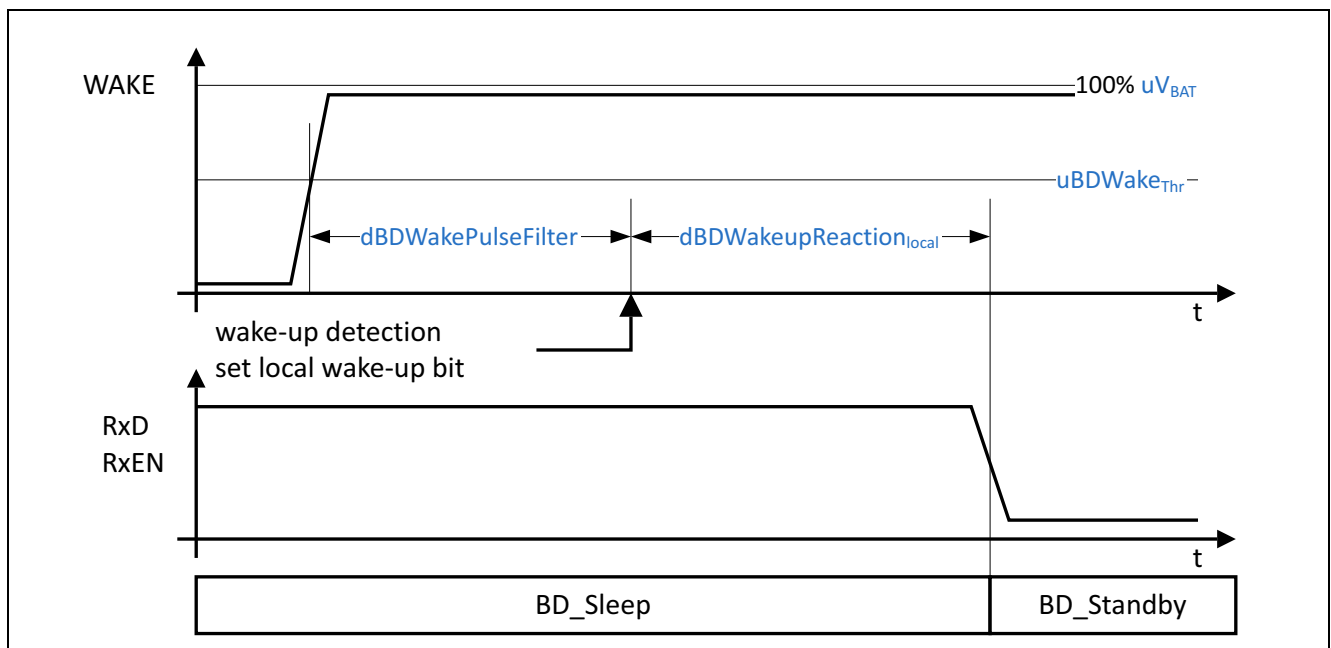 WAKE
100% uVBAT
uBDWakeThr
dBDWakePulseFilter
dBDWakeupReactionlocal
t
wake-up detection
set local wake-up bit
RxD
RxEN
t
BD_Sleep
BD_Standby